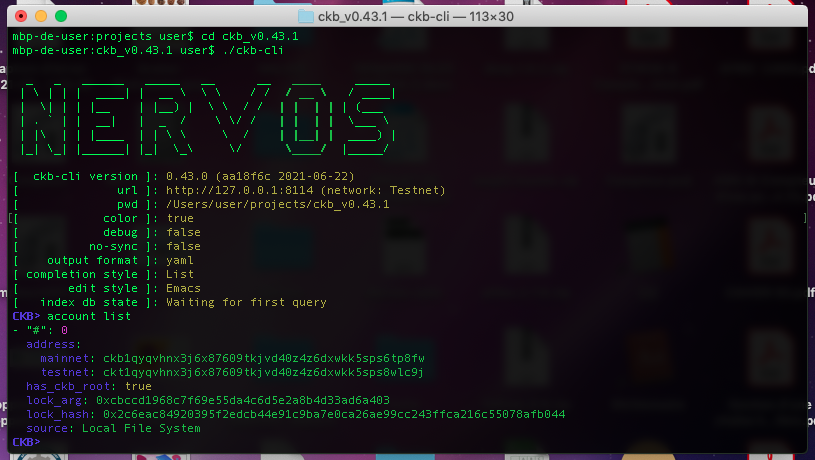 ckb_v0.43.1 — ckb-cli — 113×30
mbp-de-user:projects user$ cd ckb_v0.43.1
mbp-de-user:ckb_v0.43.1 user$ ./ckb-cli
NERVOS
[ ckb-cli version ]: 0.43.0 (aa18f6c 2021-06-22)
[ url ]: http://127.0.0.1:8114 (network: Testnet)
[ pwd ]: /Users/user/projects/ckb_v0.43.1
[ color ]: true
[ debug ]: false
[ no-sync ]: false
[ output format ]: yaml
[ completion style ]: List
[ edit style ]: Emacs
[ index db state ]: Waiting for first query
CKB> account list
- "#": 0
address:
mainnet: ckb1qyqvhnx3j6x87609tkjvd40z4z6dxwkk5sps6tp8fw
testnet: ckt1qyqvhnx3j6x87609tkjvd40z4z6dxwkk5sps8wlc9j
has_ckb_root: true
lock_arg: 0xcbccd1968c7f69e55da4c6d5e2a8b4d33ad6a403
lock_hash: 0x2c6eac84920395f2edcb44e91c9ba7e0ca26ae99cc243ffca216c55078afb044
source: Local File System
CKB>